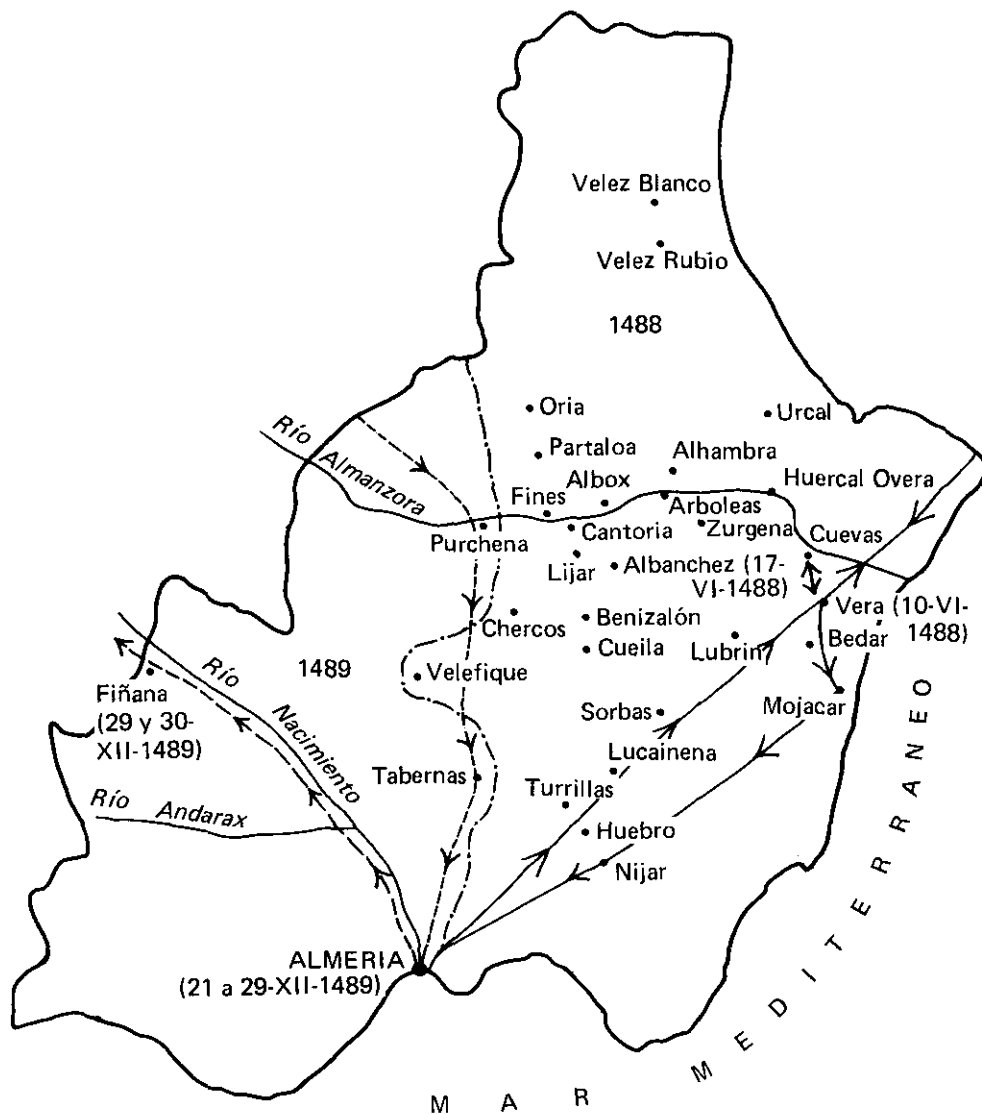 Velez Blanco
Velez Rubio
1488
Oria
Urcal
Partaloa
Alhambra
Río
Almanzora
Albox
Huercal Overa
Fines
Arboleas
Purchena
Cantoria
Zurgena
Cuevas
Lijar
Albanchez (17-
VI-1488)
Chercos
Benizalón
Vera (10-VI-
1488)
Cueila
Lubrin
Bedar
1489
Velefique
Río
Nacimiento
Fiñana
(29 y 30-
XII-1489)
Sorbas
Mojacar
Lucainena
Tabernas
Turrillas
Río
Andarax
Huebro
Nijar
ALMERIA
(21 a 29-XII-1489)
MAR MEDITERRANEO